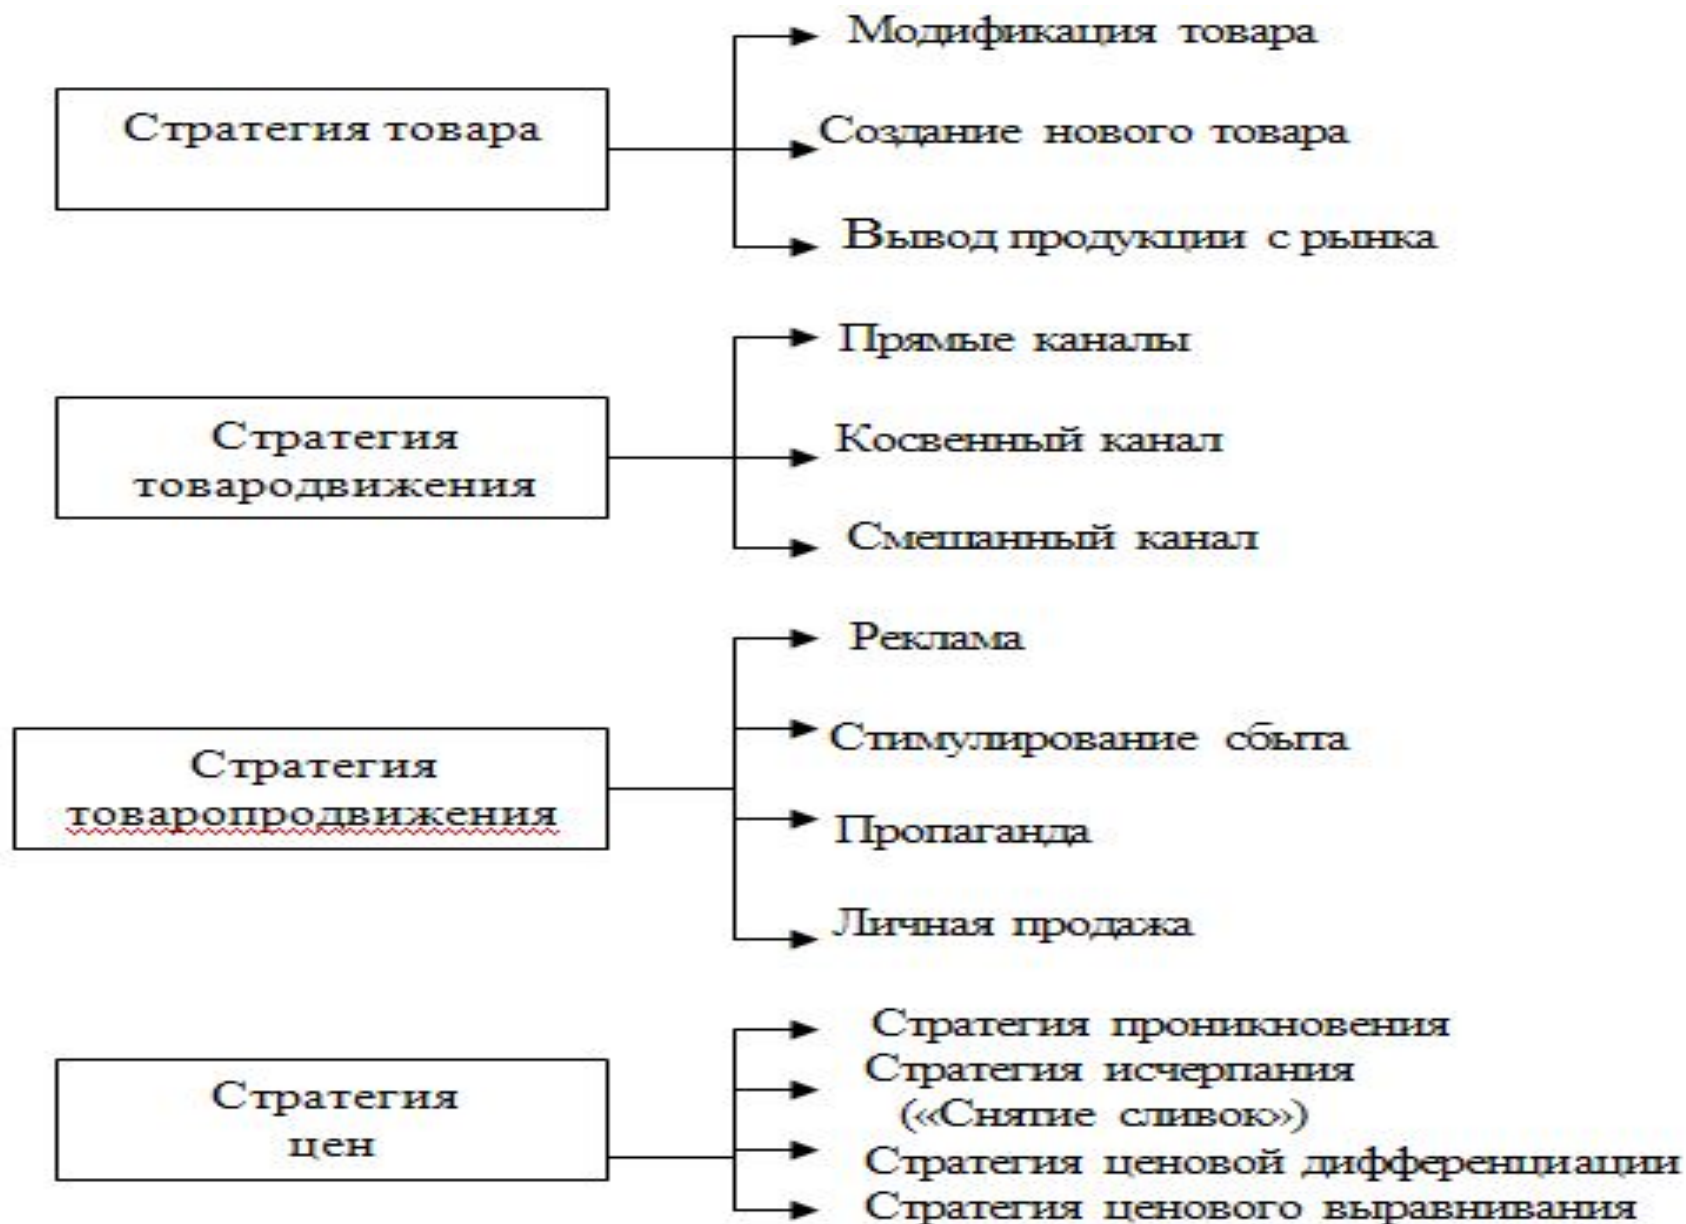 Стратегия товара
Модификация товара
Создание нового товара
Вывод продукции с рынка
Стратегия
товародвижения
Прямые каналы
Косвенный канал
Смешанный канал
Стратегия
товаропродвижения
Реклама
Стимулирование сбыта
Пропаганда
Личная продажа
Стратегия
цен
Стратегия проникновения
Стратегия исчерпания
(«Снятие сливок»)
Стратегия ценовой дифференциации
Стратегия ценового выравнивания